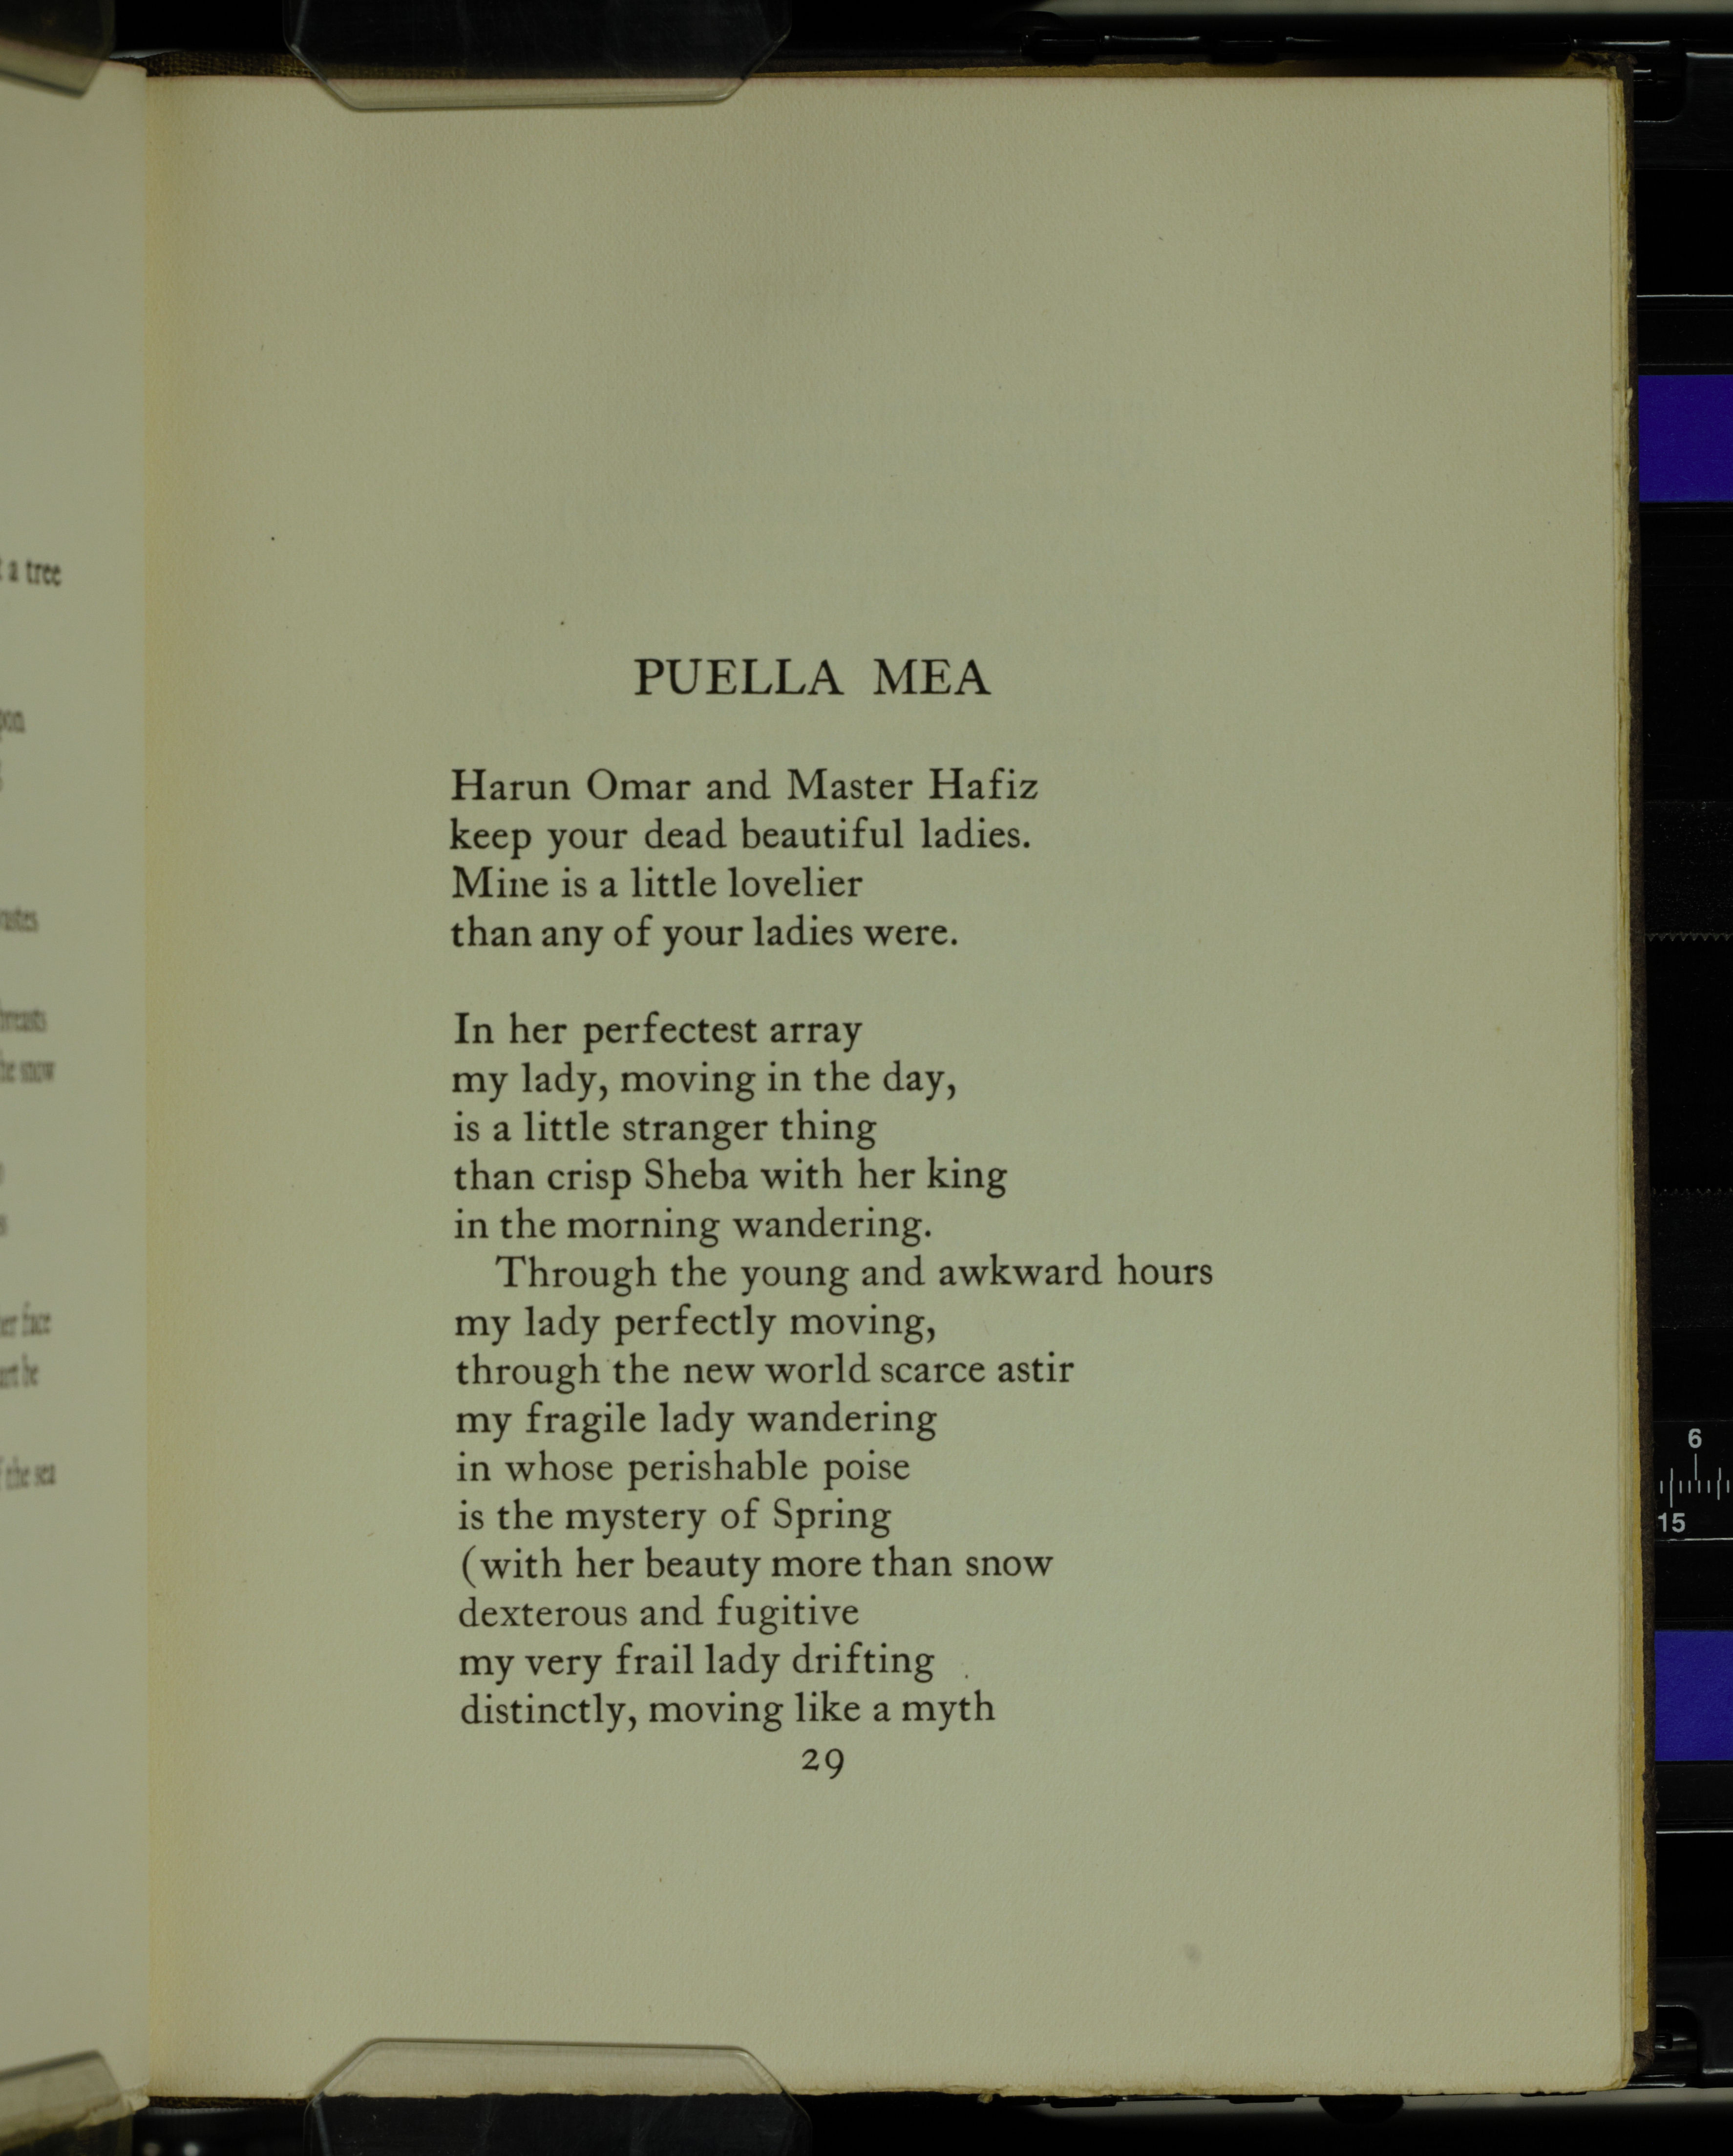 a tree
breasts
the snow
face
be
the sea
PUELLA MEA
Harun Omar and Master Hafiz
keep your dead beautiful ladies.
Mine is a little lovelier
than any of your ladies were.
In her perfectest array
my lady, moving in the day,
is a little stranger thing
than crisp Sheba with her king
in the morning wandering.
Through the young and awkward hours
my lady perfectly moving,
through the new world scarce astir
my fragile lady wandering
in whose perishable poise
is the mystery of Spring
(with her beauty more than snow
dexterous and fugitive
my very frail lady drifting
distinctly, moving like a myth
29
6
15